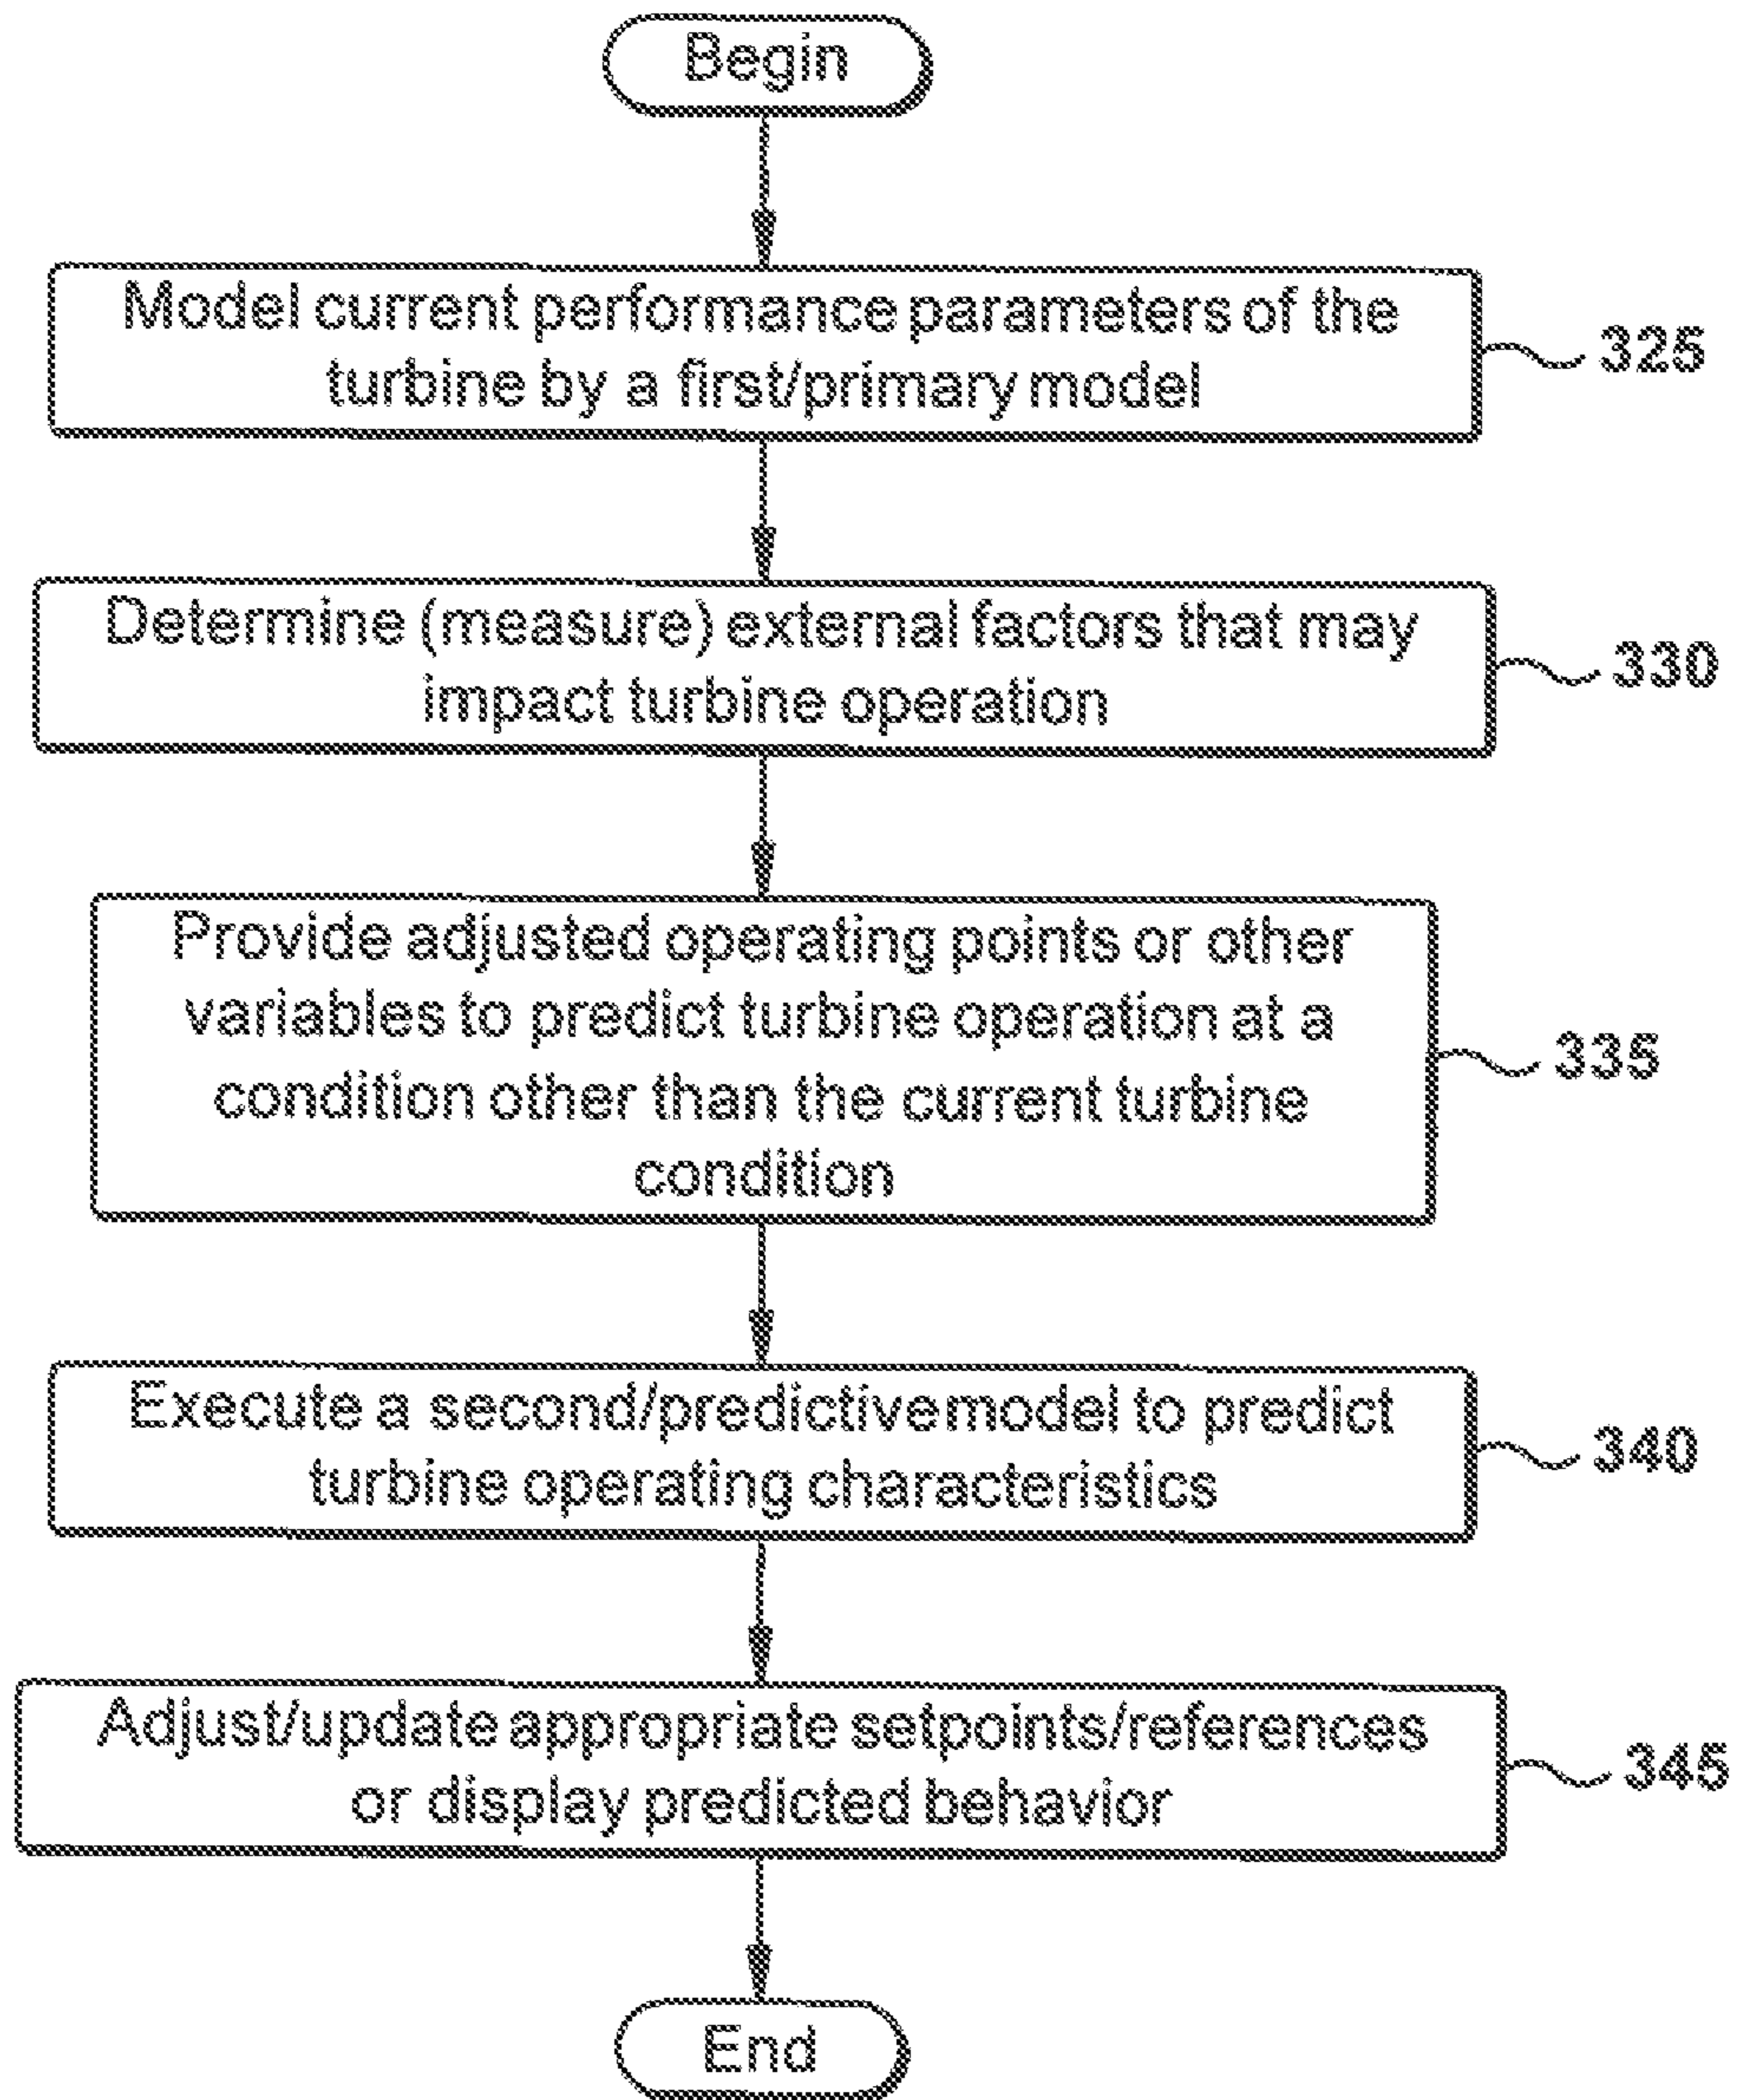 Begin
Model current performance parameters of the
turbine by a first/primary model
325
Determine (measure) external factors that may
impact turbine operation
330
Provide adjusted operating points or other
variables to predict turbine operation at a
condition other than the current turbine
condition
335
Execute a second/predictive model to predict
turbine operating characteristics
340
Adjust/update appropriate setpoints/references
or display predicted behavior
345
End